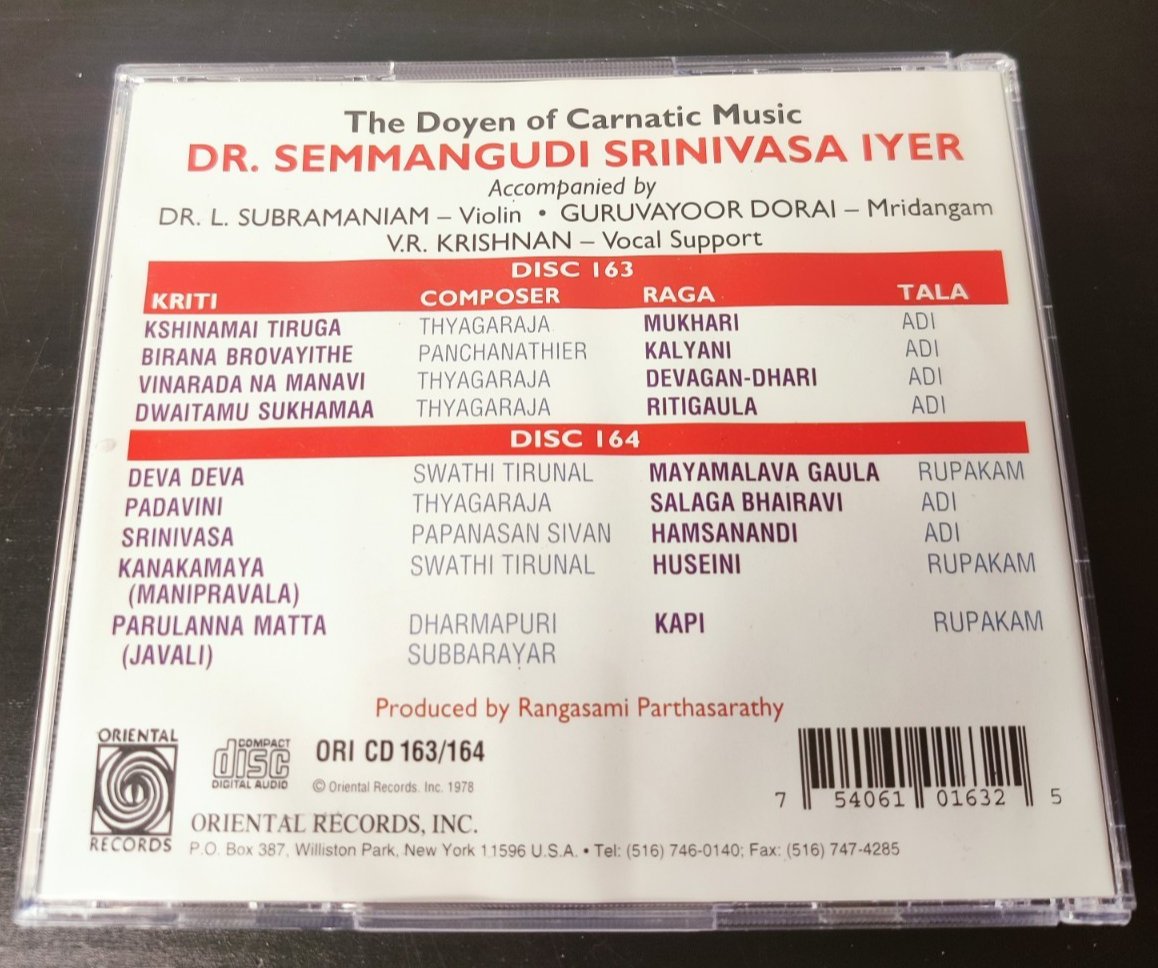 The Doyen of Carnatic Music
DR. SEMMANGUDI SRINIVASA IYER
Accompanied by
DR. L. SUBRAMANIAM – Violin • GURUVAYOOR DORAI – Mridangam
V.R. KRISHNAN – Vocal Support
DISC 163
KRITI COMPOSER RAGA TALA
KSHINAMAI TIRUGA THYAGARAJA MUKHARI ADI
BIRANA BROVAYITHE PANCHANATHIER KALYANI ADI
VINARADA NA MANAVI THYAGARAJA DEVAGAN-DHARI ADI
DWAITAMU SUKHAMAA THYAGARAJA RITIGAULA ADI
DISC 164
DEVA DEVA SWATHI TIRUNAL MAYAMALAVA GAULA RUPAKAM
PADAVINI THYAGARAJA SALAGA BHAIRAVI ADI
SRINIVASA PAPANASAN SIVAN HAMSANANDI ADI
KANAKAMAYA SWATHI TIRUNAL HUSEINI RUPAKAM
(MANIPRAVALA)
PARULANNA MATTA DHARMAPURI KAPI RUPAKAM
(JAVALI) SUBBARAYAR
Produced by Rangasami Parthasarathy
ORIENTAL
RECORDS
COMPACT
disc
DIGITAL AUDIO
ORI CD 163/164
© Oriental Records. Inc. 1978
ORIENTAL RECORDS, INC.
P.O. Box 387, Williston Park, New York 11596 U.S.A. • Tel: (516) 746-0140; Fax: (516) 747-4285
7 54061 01632 5